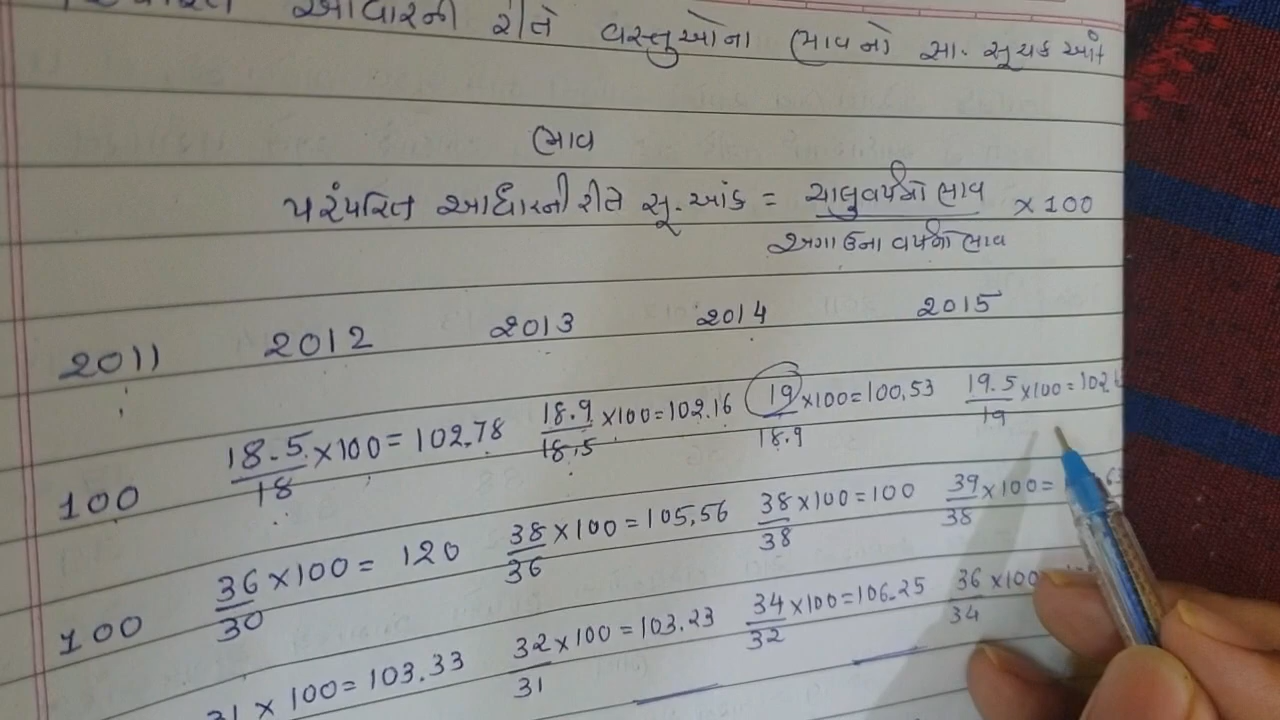 આધારની રીતે વસ્તુઓના ભાવનો સા. સૂચક આંક
ભાવ
પરંપરિત આધારની રીતે સૂ. આંક = ચાલુવર્ષનો ભાવ / અગાઉના વર્ષનો ભાવ × 100
2011 2012 2013 2014 2015
100 18.5/18 ×100 = 102.78 18.9/18.5 ×100 = 102.16 19/18.9 ×100 = 100.53 19.5/19 ×100 = 102
100 36/30 ×100 = 120 38/36 ×100 = 105.56 38/38 ×100 = 100 39/38 ×100 =
31 × 100 = 103.33 32/31 ×100 = 103.23 34/32 ×100 = 106.25 36/34 ×100